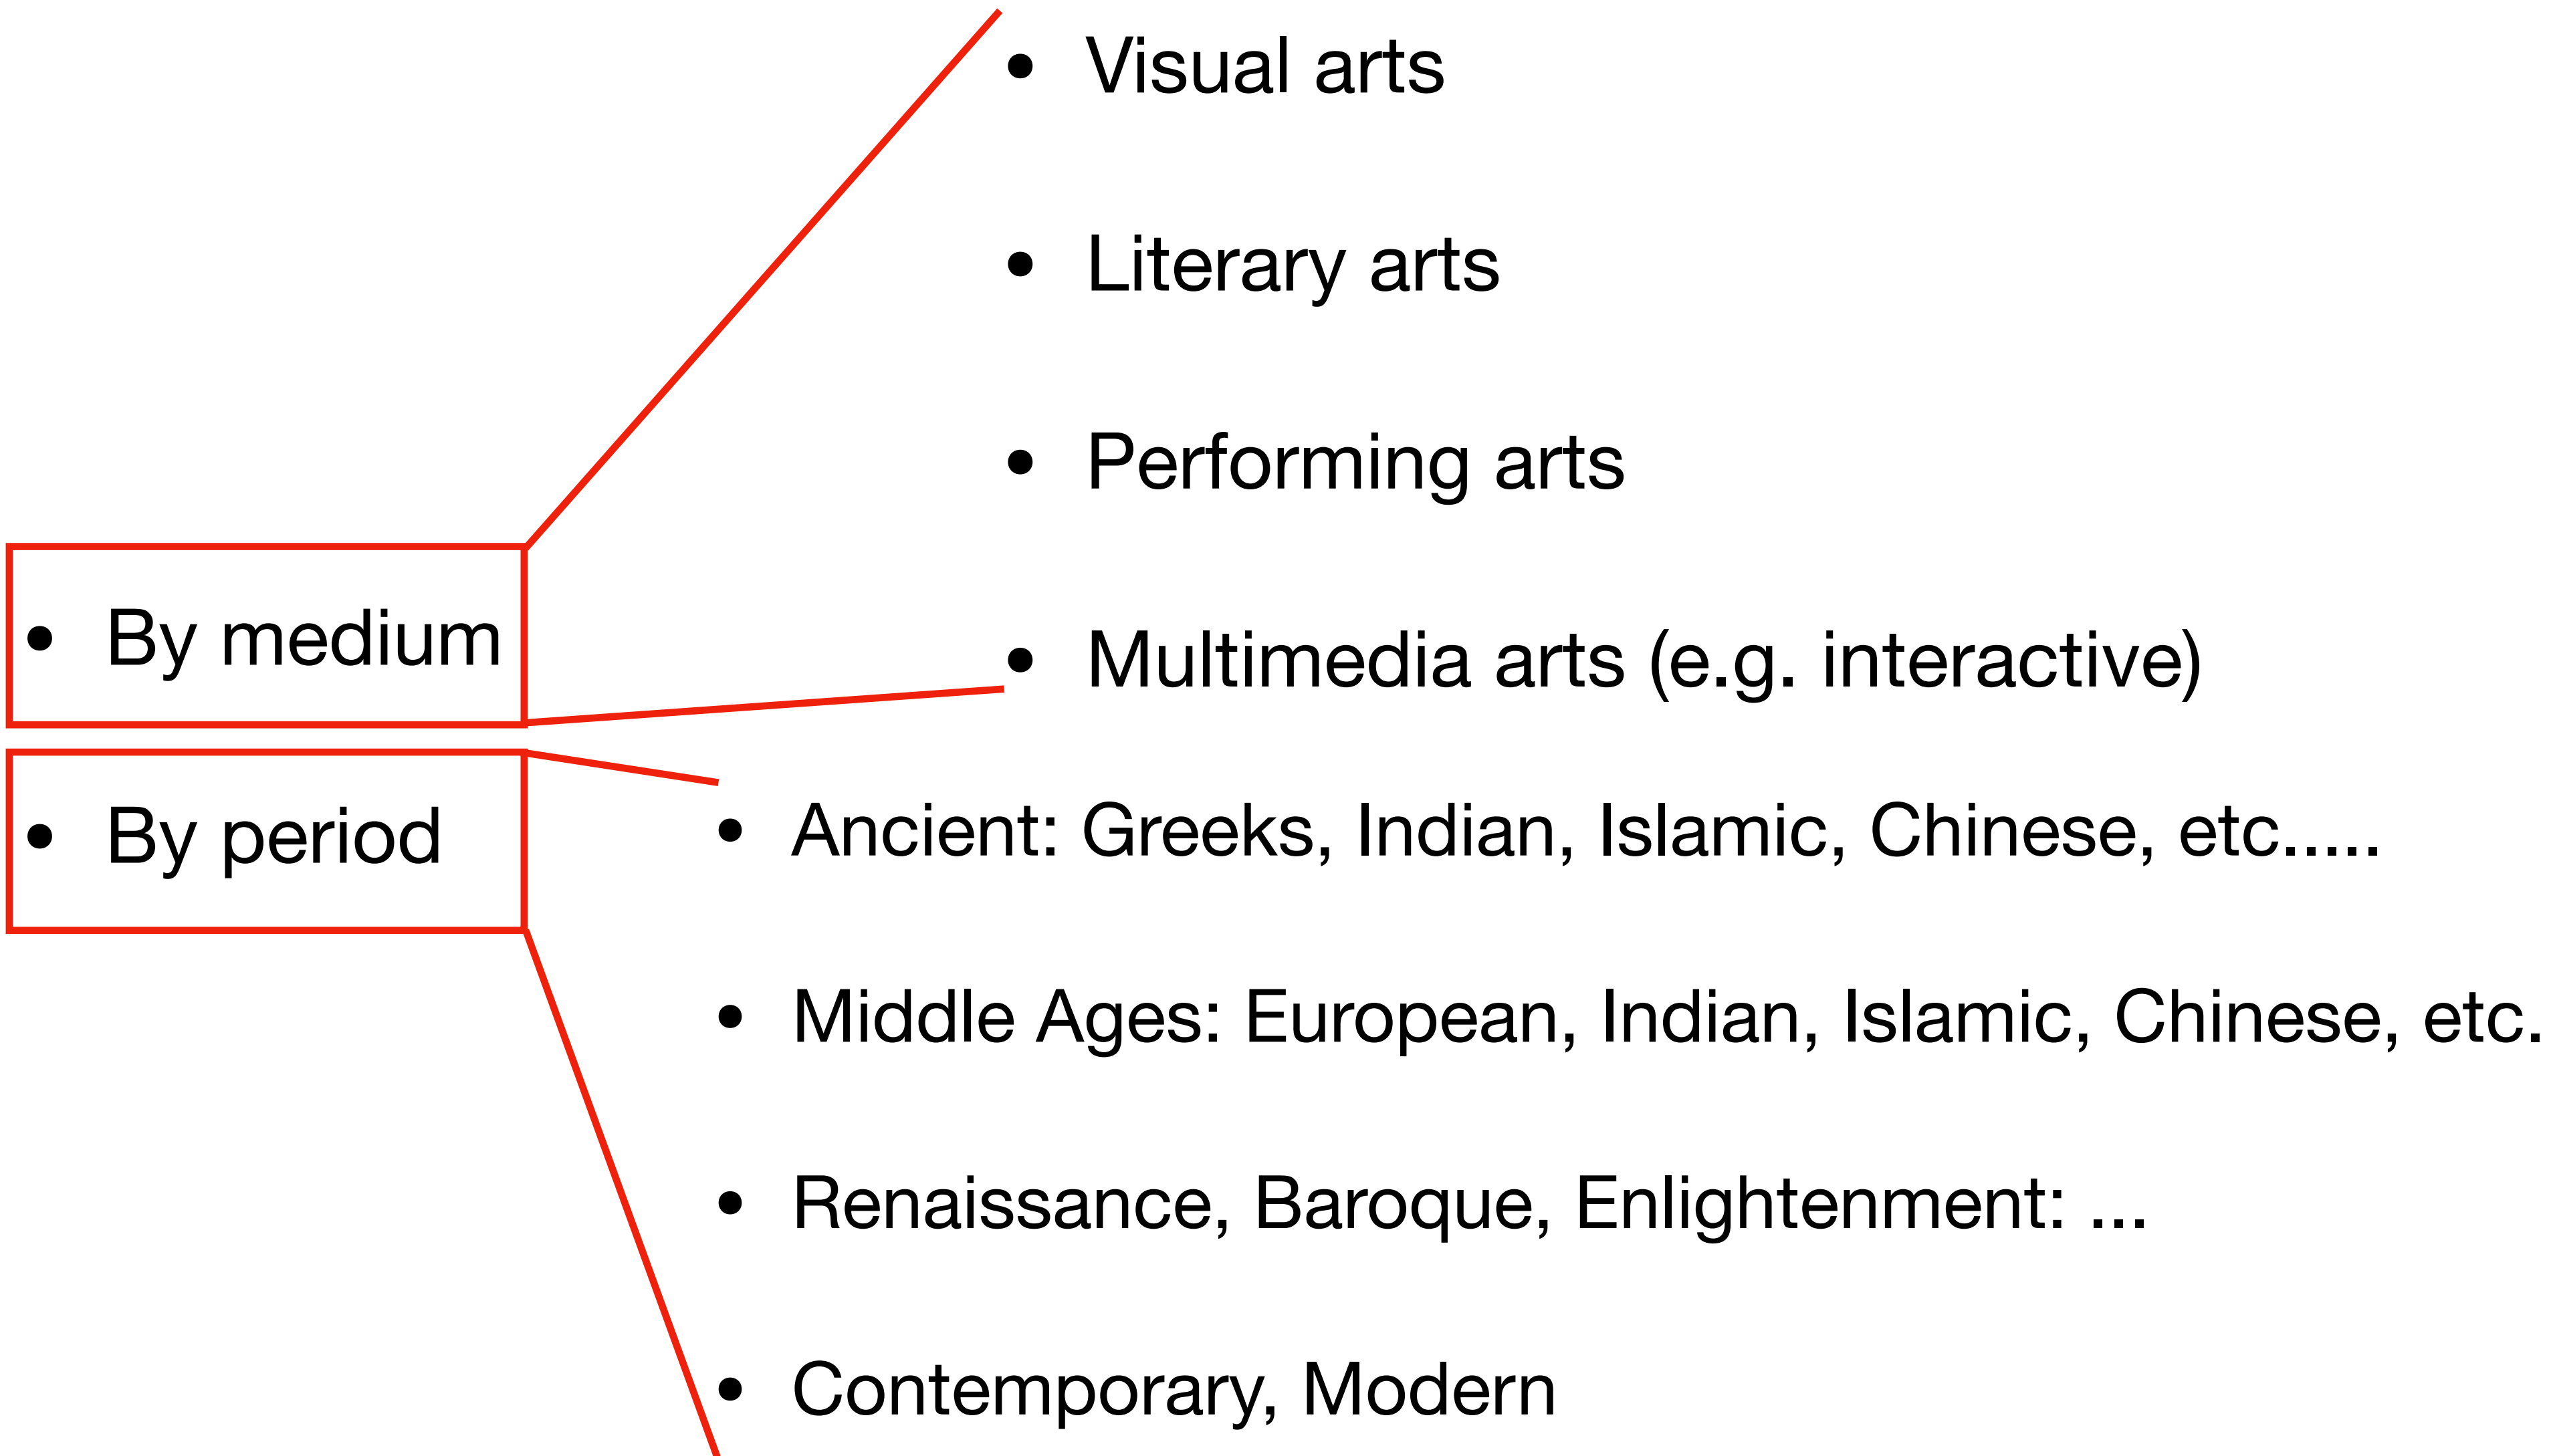 • By medium
• Visual arts
• Literary arts
• Performing arts
• Multimedia arts (e.g. interactive)
• By period
• Ancient: Greeks, Indian, Islamic, Chinese, etc.....
• Middle Ages: European, Indian, Islamic, Chinese, etc.
• Renaissance, Baroque, Enlightenment: ...
• Contemporary, Modern